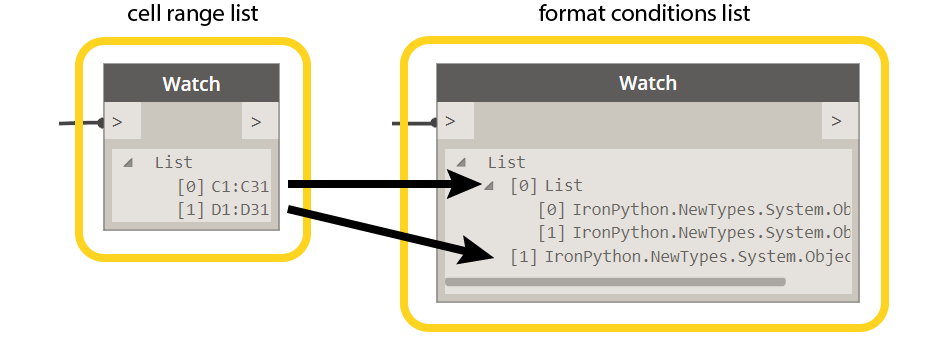 cell range list
format conditions list
Watch
>
>
List
[0] C1:C31
[1] D1:D31
Watch
>
>
List
[0] List
[0] IronPython.NewTypes.System.Ob
[1] IronPython.NewTypes.System.Ob
[1] IronPython.NewTypes.System.Objec